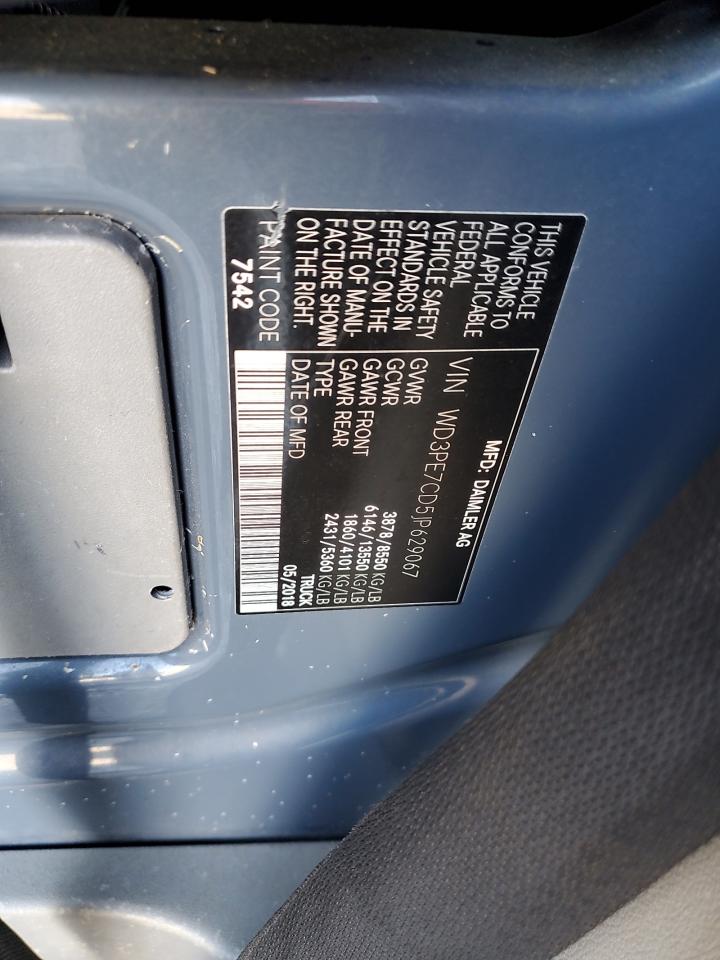 THIS VEHICLE
CONFORMS TO
ALL APPLICABLE
FEDERAL
VEHICLE SAFETY
STANDARDS IN
EFFECT ON THE
DATE OF MANU-
FACTURE SHOWN
ON THE RIGHT.
PAINT CODE
7542
MFD: DAIMLER AG
VIN WD3PE7CD5JP629067
GVWR 3878/8550 KG/LB
GCWR 6146/13550 KG/LB
GAWR FRONT 1860/4101 KG/LB
GAWR REAR 2431/5360 KG/LB
TYPE TRUCK
DATE OF MFD 05/2018